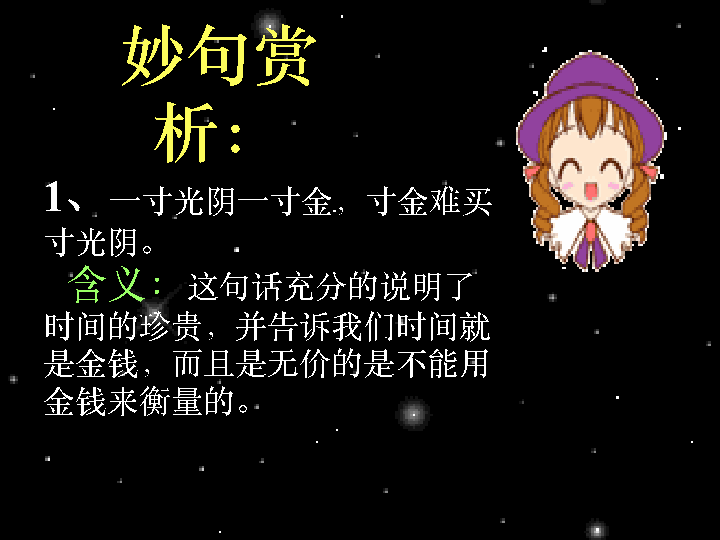 妙句赏
析：
1、一寸光阴一寸金，寸金难买
寸光阴。
含义：这句话充分的说明了
时间的珍贵，并告诉我们时间就
是金钱，而且是无价的是不能用
金钱来衡量的。